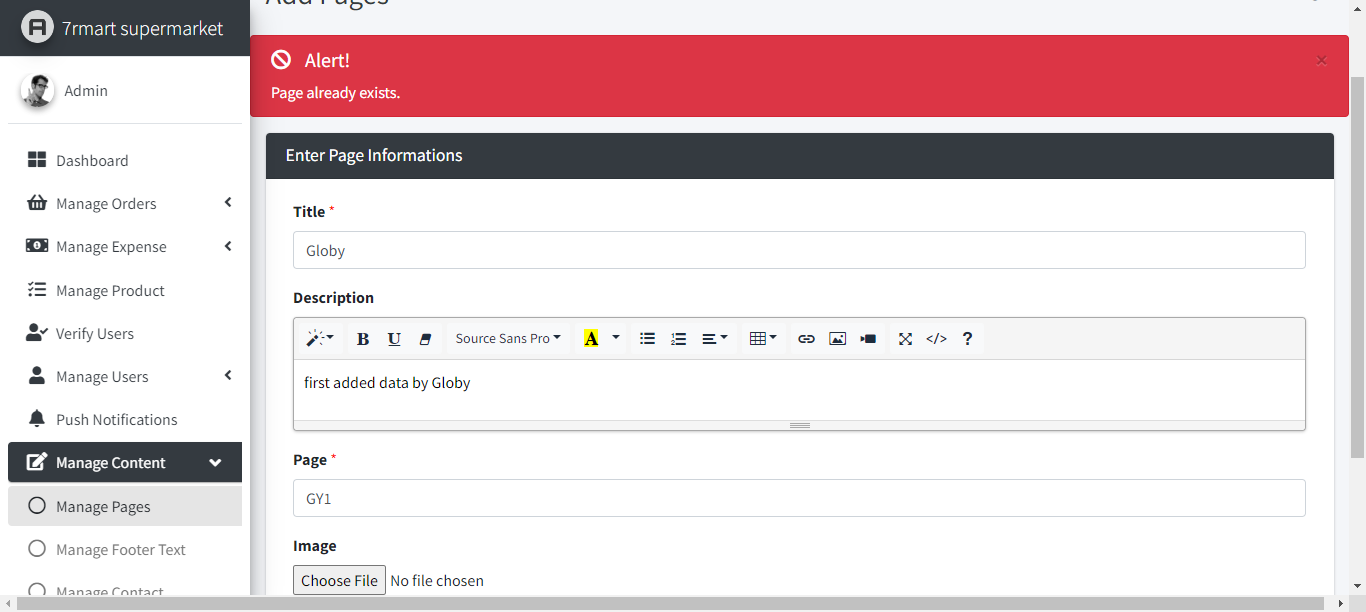 7rmart supermarket
Admin
Dashboard
Manage Orders
Manage Expense
Manage Product
Verify Users
Manage Users
Push Notifications
Manage Content
Manage Pages
Manage Footer Text
Manage Contact
Add Pages
Alert!
×
Page already exists.
Enter Page Informations
Title *
Globy
Description
B U Source Sans Pro A </> ?
first added data by Globy
Page *
GY1
Image
Choose File No file chosen